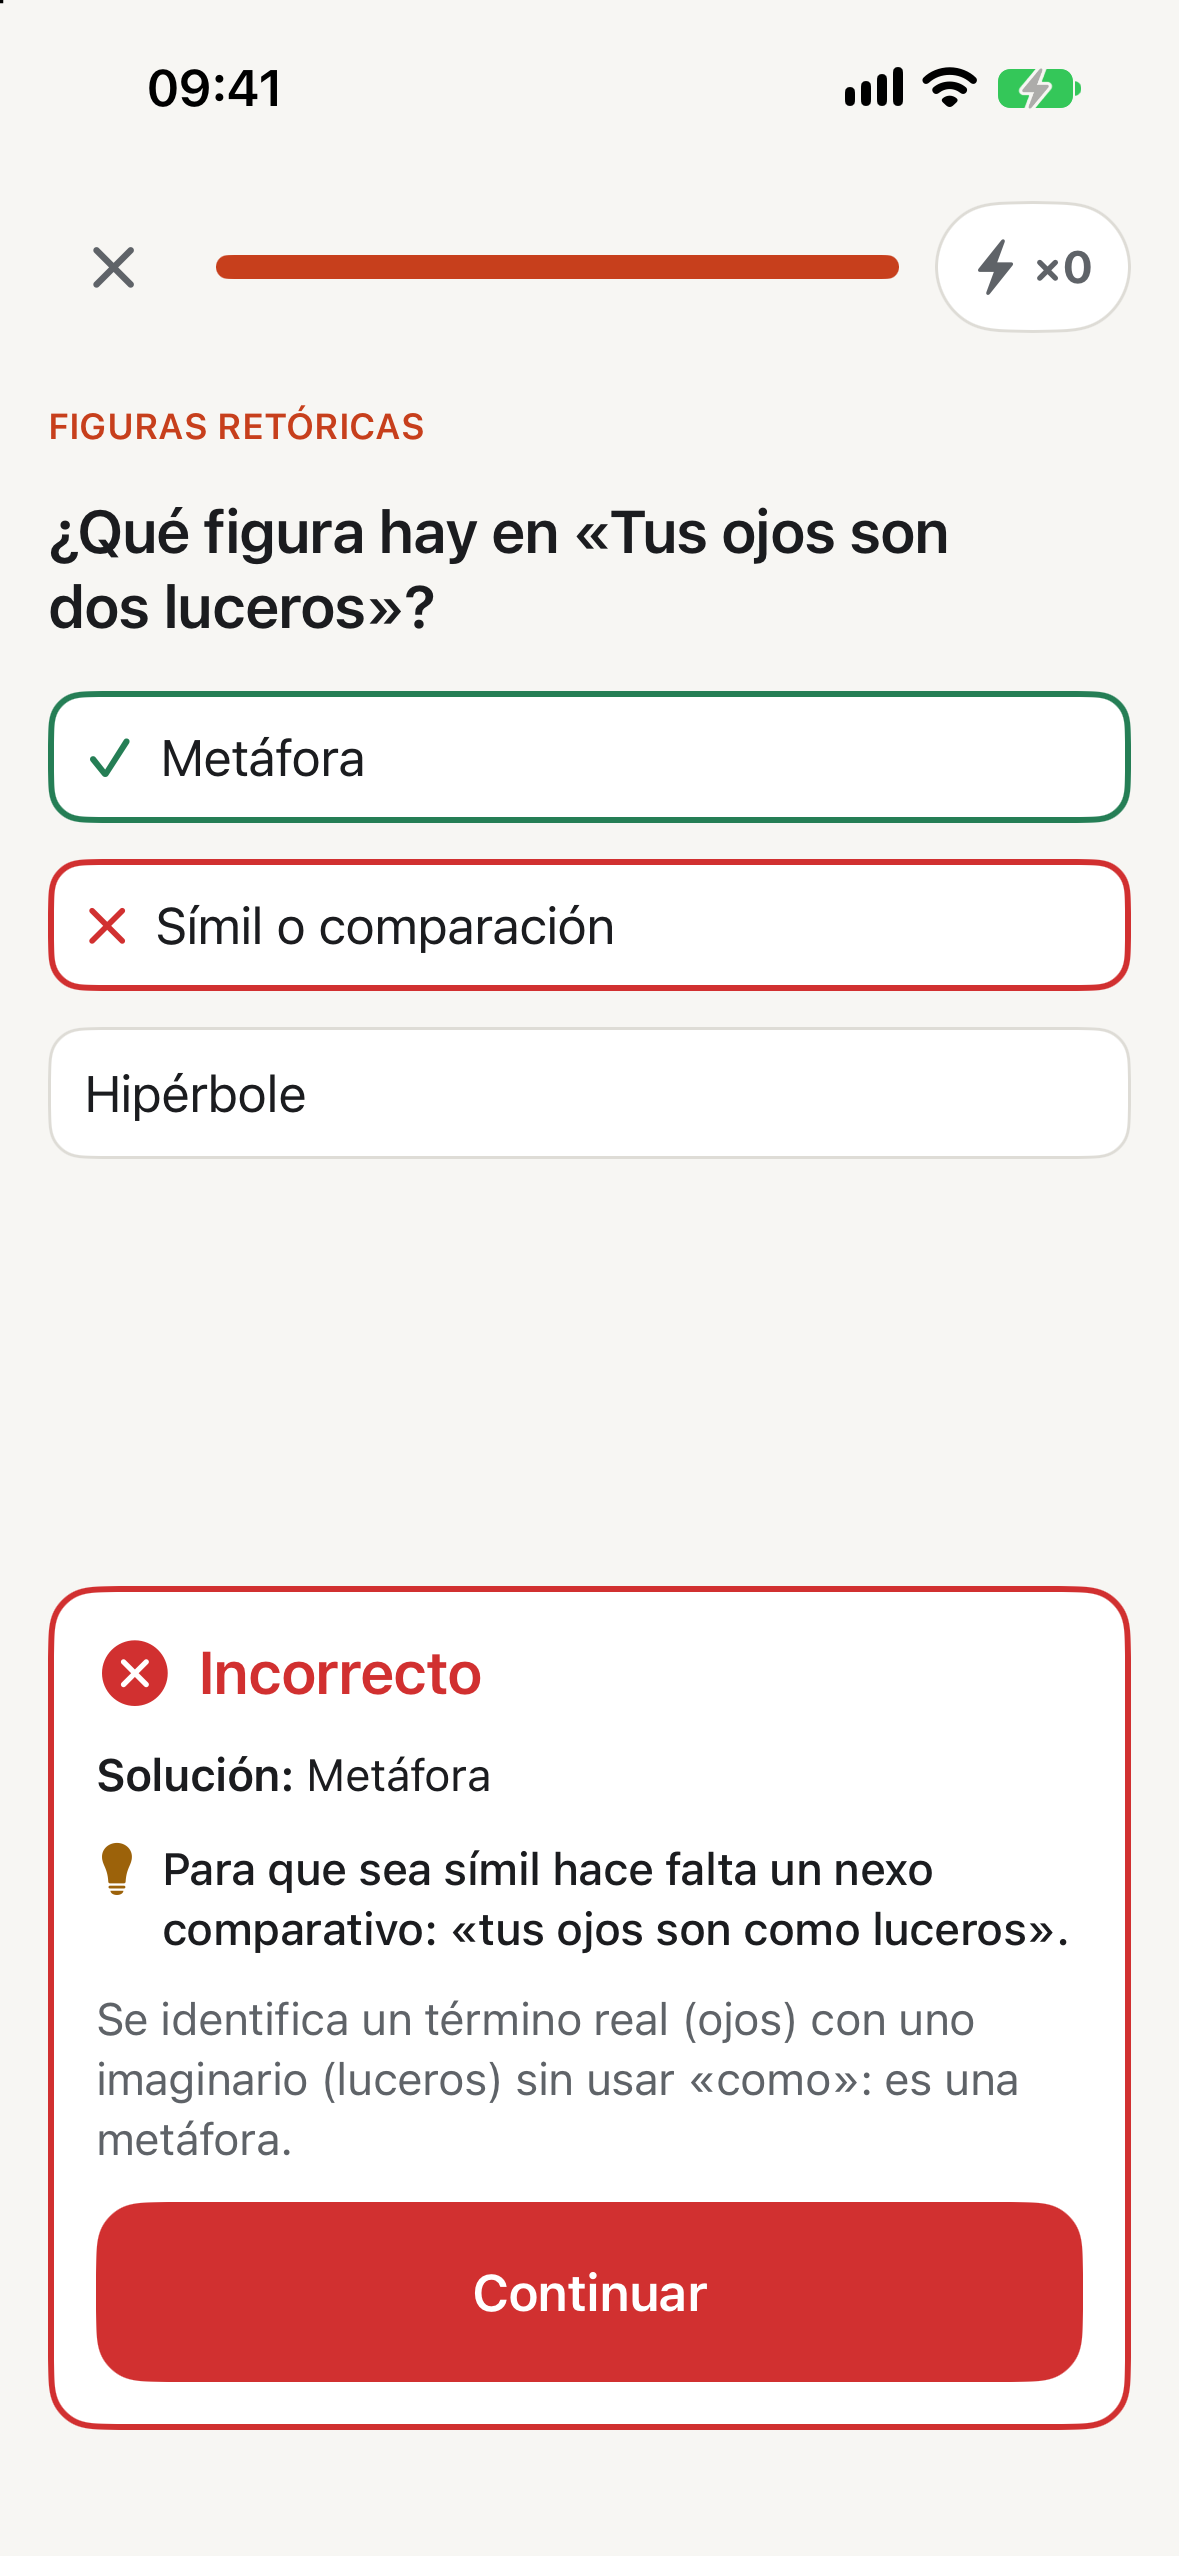 09:41
×0
FIGURAS RETÓRICAS
¿Qué figura hay en «Tus ojos son
dos luceros»?
Metáfora
Símil o comparación
Hipérbole
Incorrecto
Solución: Metáfora
Para que sea símil hace falta un nexo
comparativo: «tus ojos son como luceros».
Se identifica un término real (ojos) con uno
imaginario (luceros) sin usar «como»: es una
metáfora.
Continuar